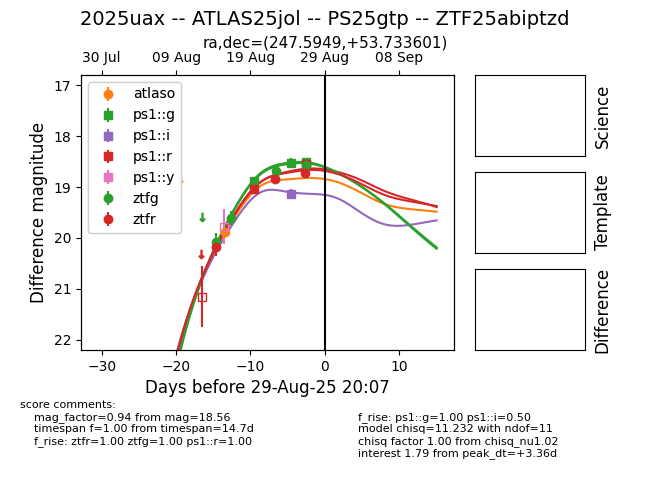 2025uax -- ATLAS25jol -- PS25gtp -- ZTF25abiptzd
ra,dec=(247.5949,+53.733601)
30 Jul 09 Aug 19 Aug 29 Aug 08 Sep
atlaso
ps1::g
ps1::i
ps1::r
ps1::y
ztfg
ztfr
17
18
19
20
21
22
Difference magnitude
−30 −20 −10 0 10
Days before 29-Aug-25 20:07
Science
Template
Difference
score comments:
mag_factor=0.94 from mag=18.56
timespan f=1.00 from timespan=14.7d
f_rise: ztfr=1.00 ztfg=1.00 ps1::r=1.00
f_rise: ps1::g=1.00 ps1::i=0.50
model chisq=11.232 with ndof=11
chisq factor 1.00 from chisq_nu1.02
interest 1.79 from peak_dt=+3.36d